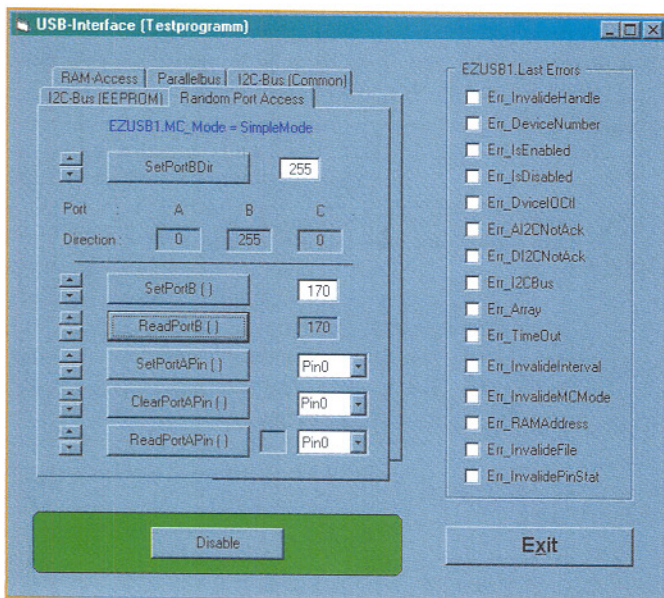 USB-Interface (Testprogramm)
RAM-Access Parallelbus I2C-Bus (Common)
I2C-Bus (EEPROM) Random Port Access
EZUSB1.MC_Mode = SimpleMode
SetPortBDir 255
Port : A B C
Direction : 0 255 0
SetPortB ( ) 170
ReadPortB ( ) 170
SetPortAPin ( ) Pin0
ClearPortAPin ( ) Pin0
ReadPortAPin ( ) Pin0
Disable
EZUSB1.Last Errors
Err_InvalideHandle
Err_DeviceNumber
Err_IsEnabled
Err_IsDisabled
Err_DviceIOCtl
Err_AI2CNotAck
Err_DI2CNotAck
Err_I2CBus
Err_Array
Err_TimeOut
Err_InvalideInterval
Err_InvalideMCMode
Err_RAMAddress
Err_InvalideFile
Err_InvalidePinStat
Exit